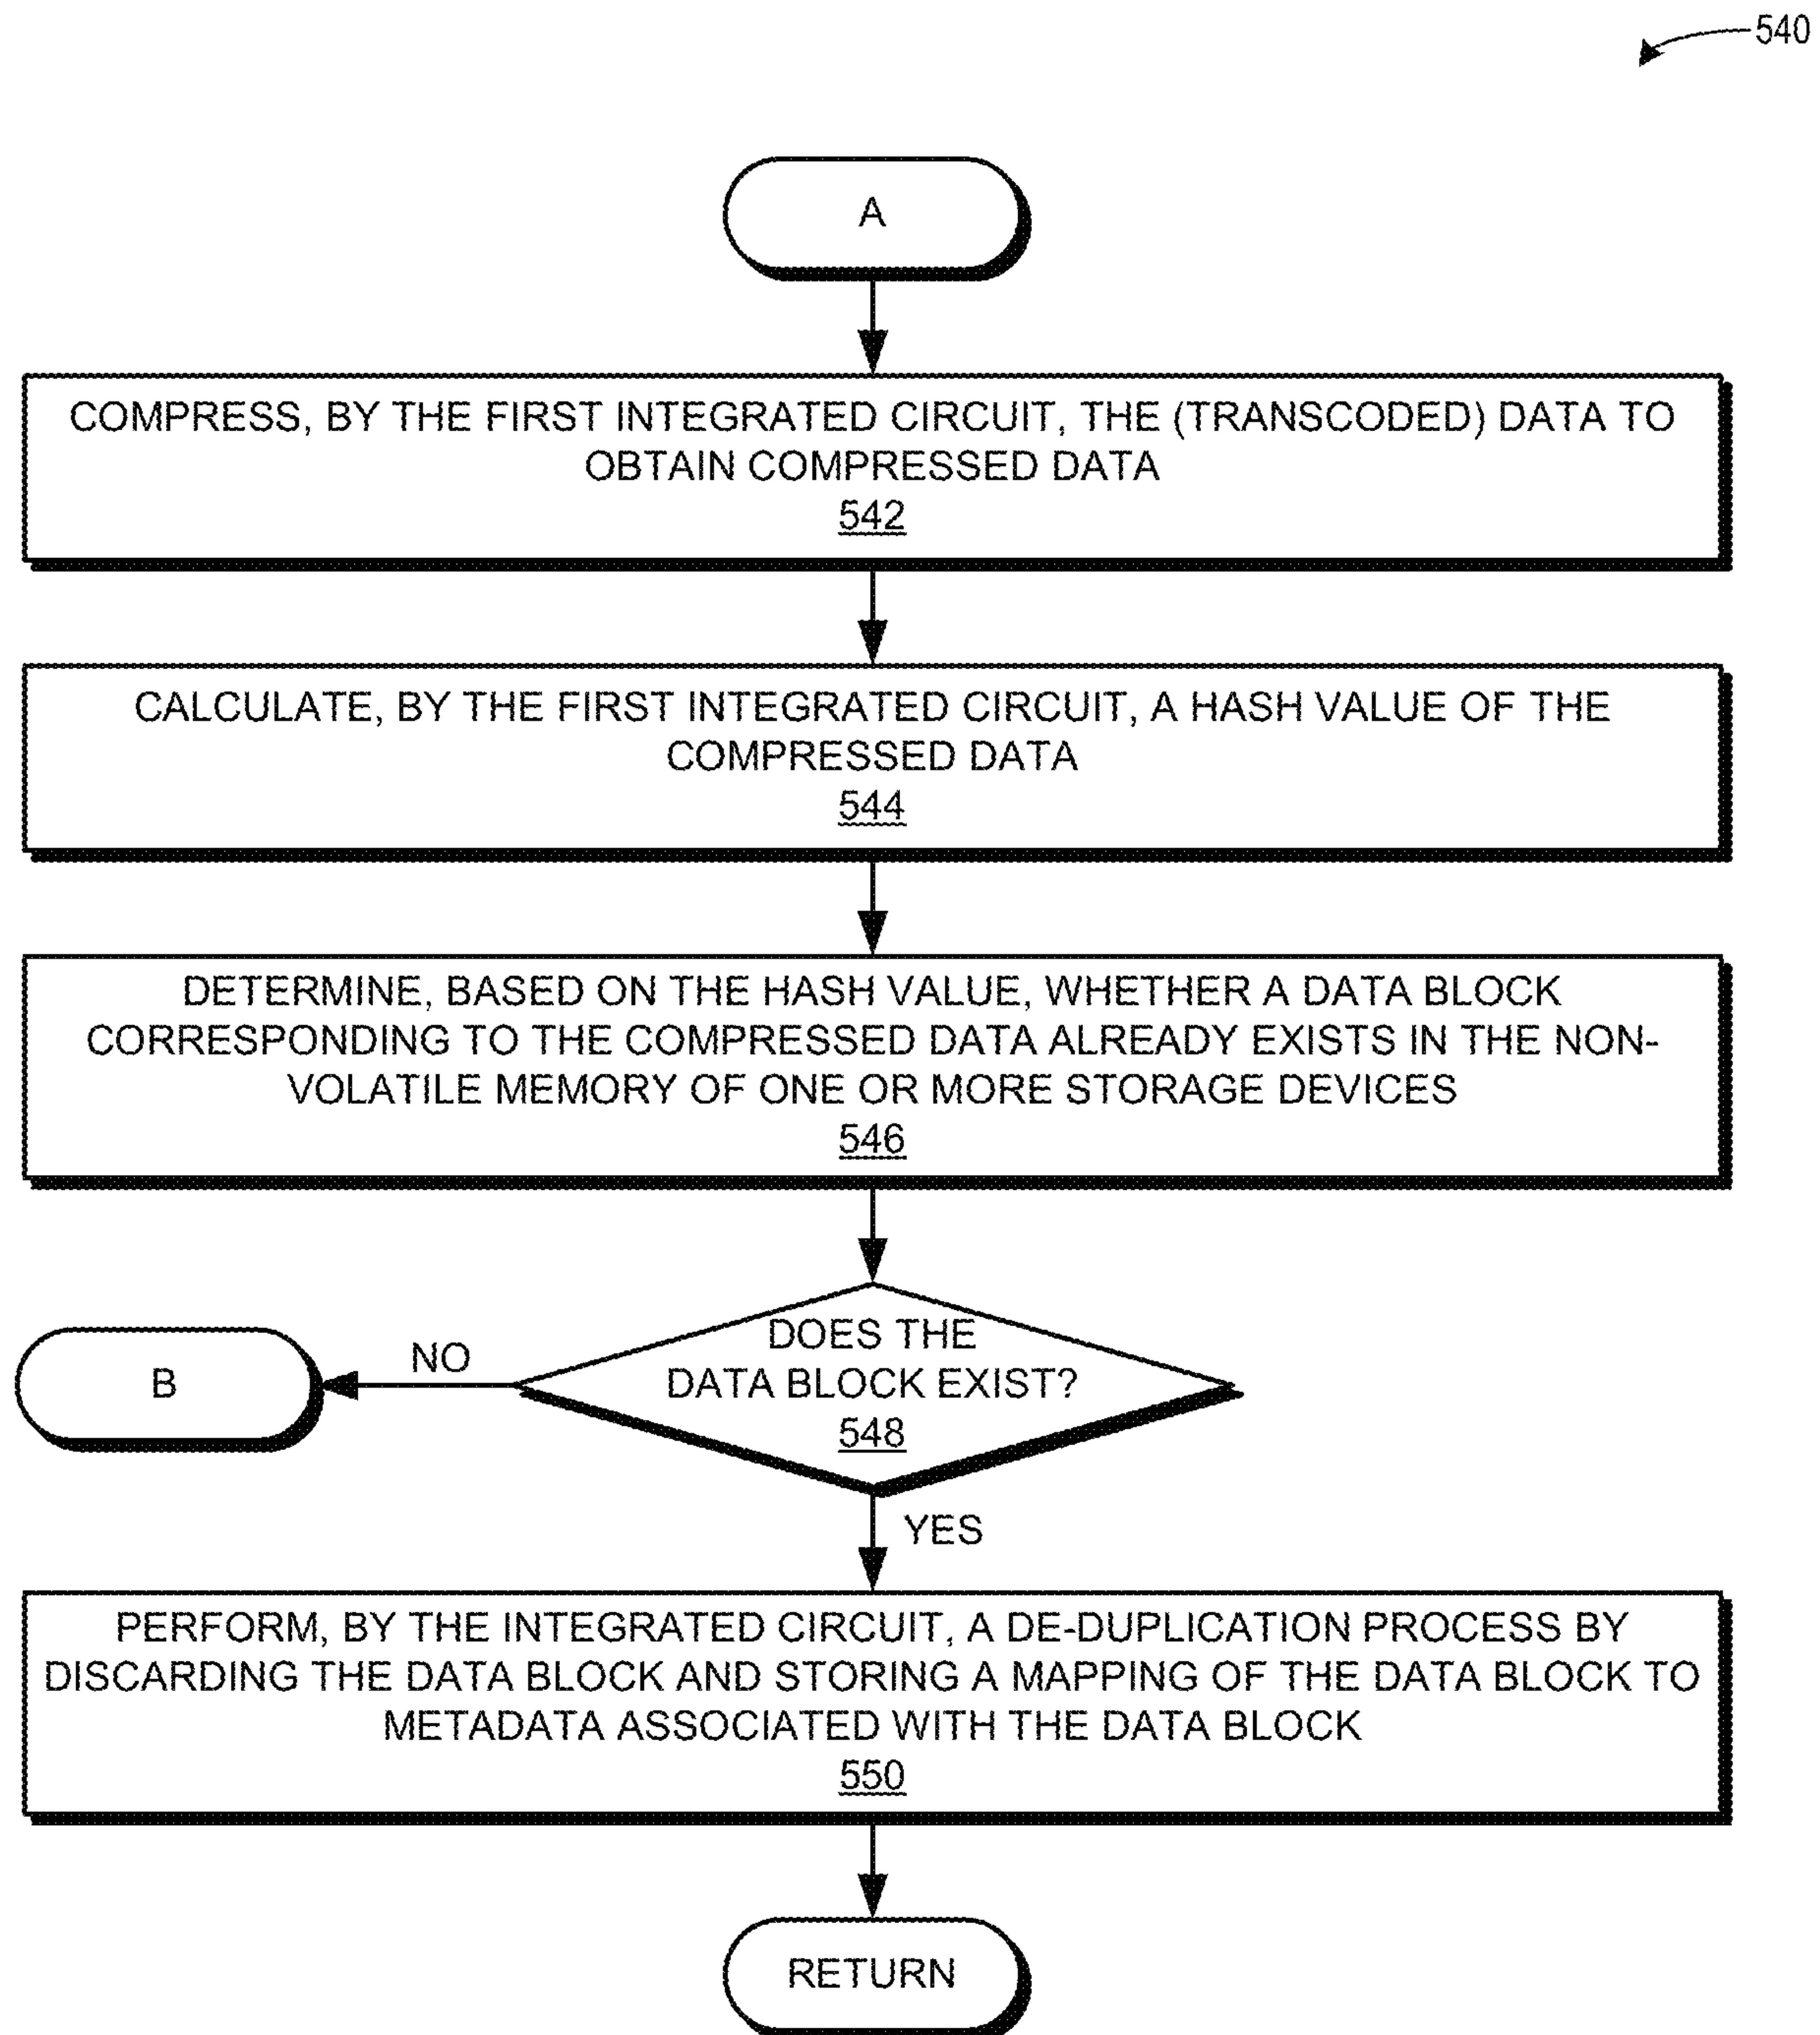 540
A
COMPRESS, BY THE FIRST INTEGRATED CIRCUIT, THE (TRANSCODED) DATA TO
OBTAIN COMPRESSED DATA
542
CALCULATE, BY THE FIRST INTEGRATED CIRCUIT, A HASH VALUE OF THE
COMPRESSED DATA
544
DETERMINE, BASED ON THE HASH VALUE, WHETHER A DATA BLOCK
CORRESPONDING TO THE COMPRESSED DATA ALREADY EXISTS IN THE NON-
VOLATILE MEMORY OF ONE OR MORE STORAGE DEVICES
546
DOES THE
DATA BLOCK EXIST?
548
NO
B
YES
PERFORM, BY THE INTEGRATED CIRCUIT, A DE-DUPLICATION PROCESS BY
DISCARDING THE DATA BLOCK AND STORING A MAPPING OF THE DATA BLOCK TO
METADATA ASSOCIATED WITH THE DATA BLOCK
550
RETURN